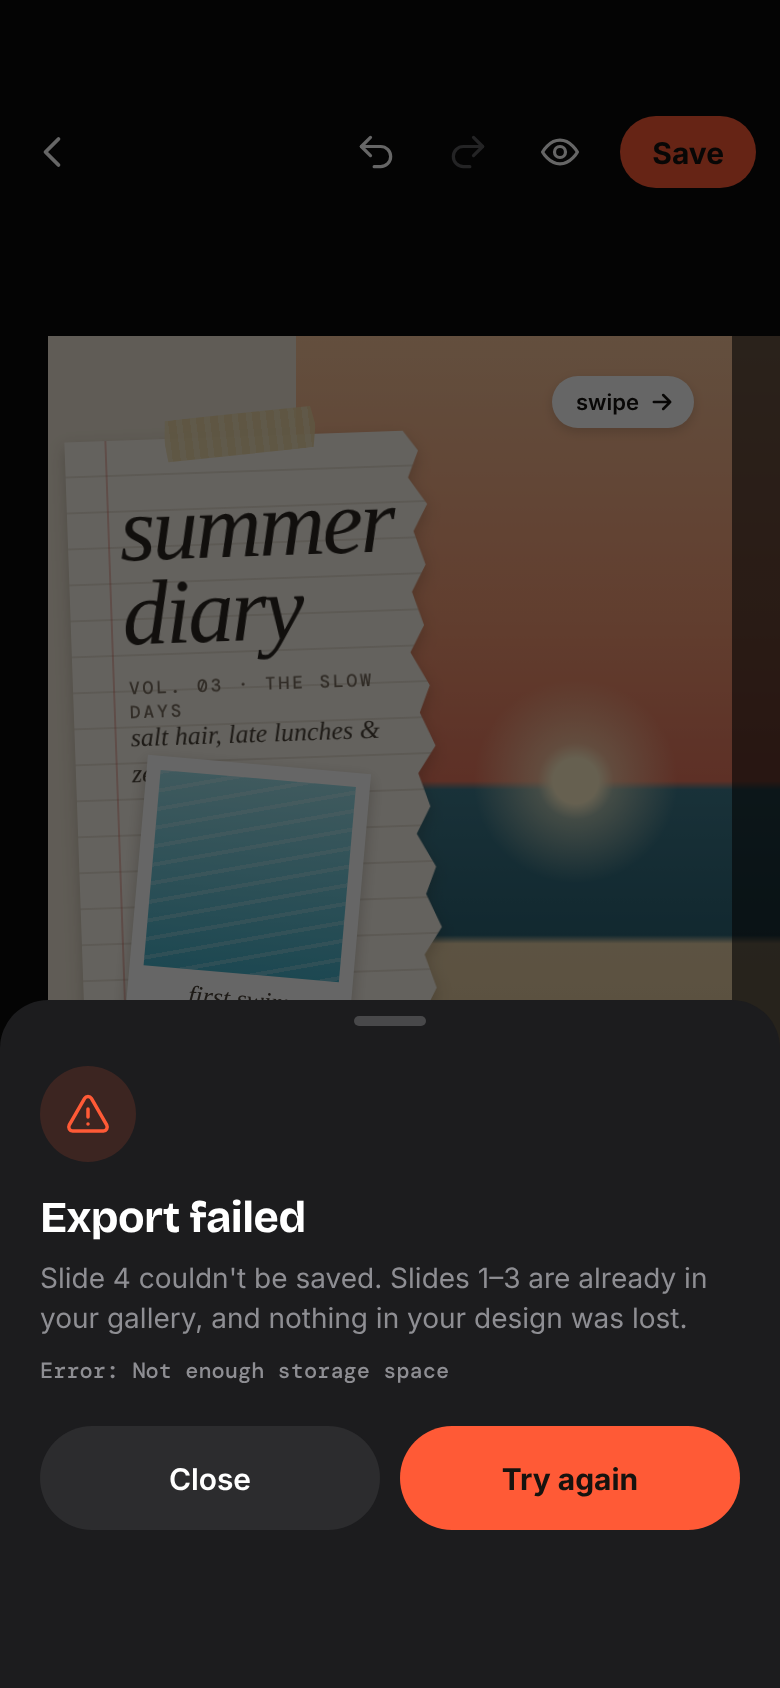 Save
swipe
summer
diary
VOL. 03 · THE SLOW
DAYS
salt hair, late lunches &
first swim
Export failed
Slide 4 couldn't be saved. Slides 1–3 are already in
your gallery, and nothing in your design was lost.
Error: Not enough storage space
Close
Try again